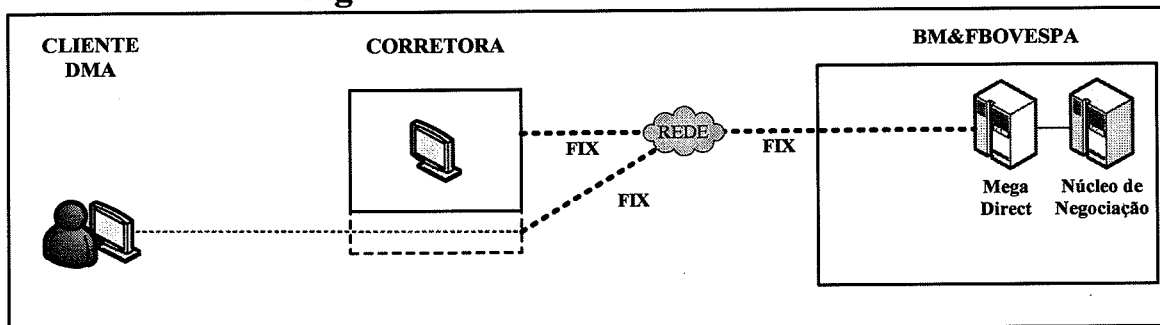 CLIENTE
DMA
CORRETORA
BM&FBOVESPA
REDE
FIX
FIX
FIX
Mega
Direct
Núcleo de
Negociação